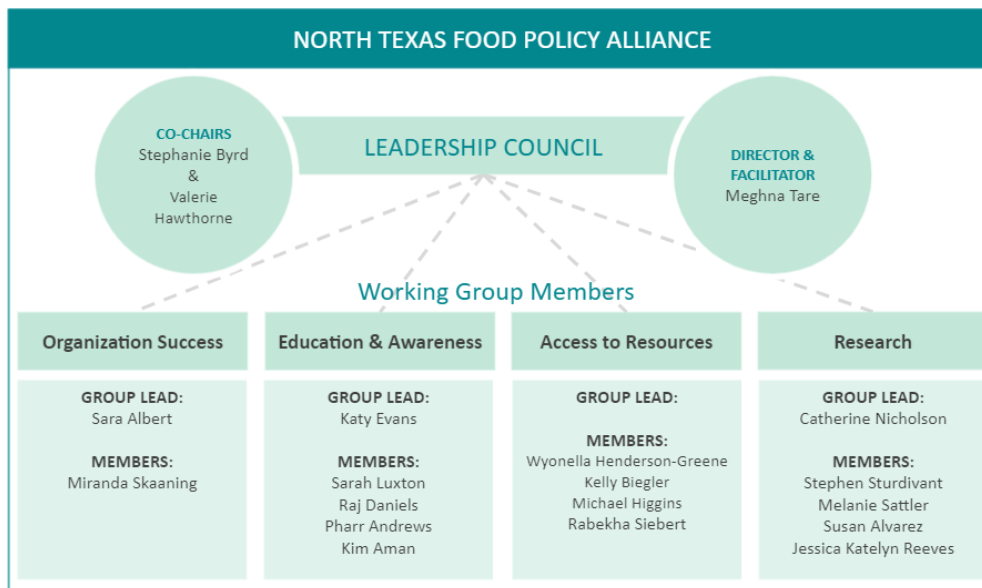 NORTH TEXAS FOOD POLICY ALLIANCE
CO-CHAIRS
Stephanie Byrd
&
Valerie
Hawthorne
LEADERSHIP COUNCIL
DIRECTOR &
FACILITATOR
Meghna Tare
Working Group Members
Organization Success
GROUP LEAD:
Sara Albert
MEMBERS:
Miranda Skaaning
Education & Awareness
GROUP LEAD:
Katy Evans
MEMBERS:
Sarah Luxton
Raj Daniels
Pharr Andrews
Kim Aman
Access to Resources
GROUP LEAD:
MEMBERS:
Wyonella Henderson-Greene
Kelly Biegler
Michael Higgins
Rabekha Siebert
Research
GROUP LEAD:
Catherine Nicholson
MEMBERS:
Stephen Sturdivant
Melanie Sattler
Susan Alvarez
Jessica Katelyn Reeves